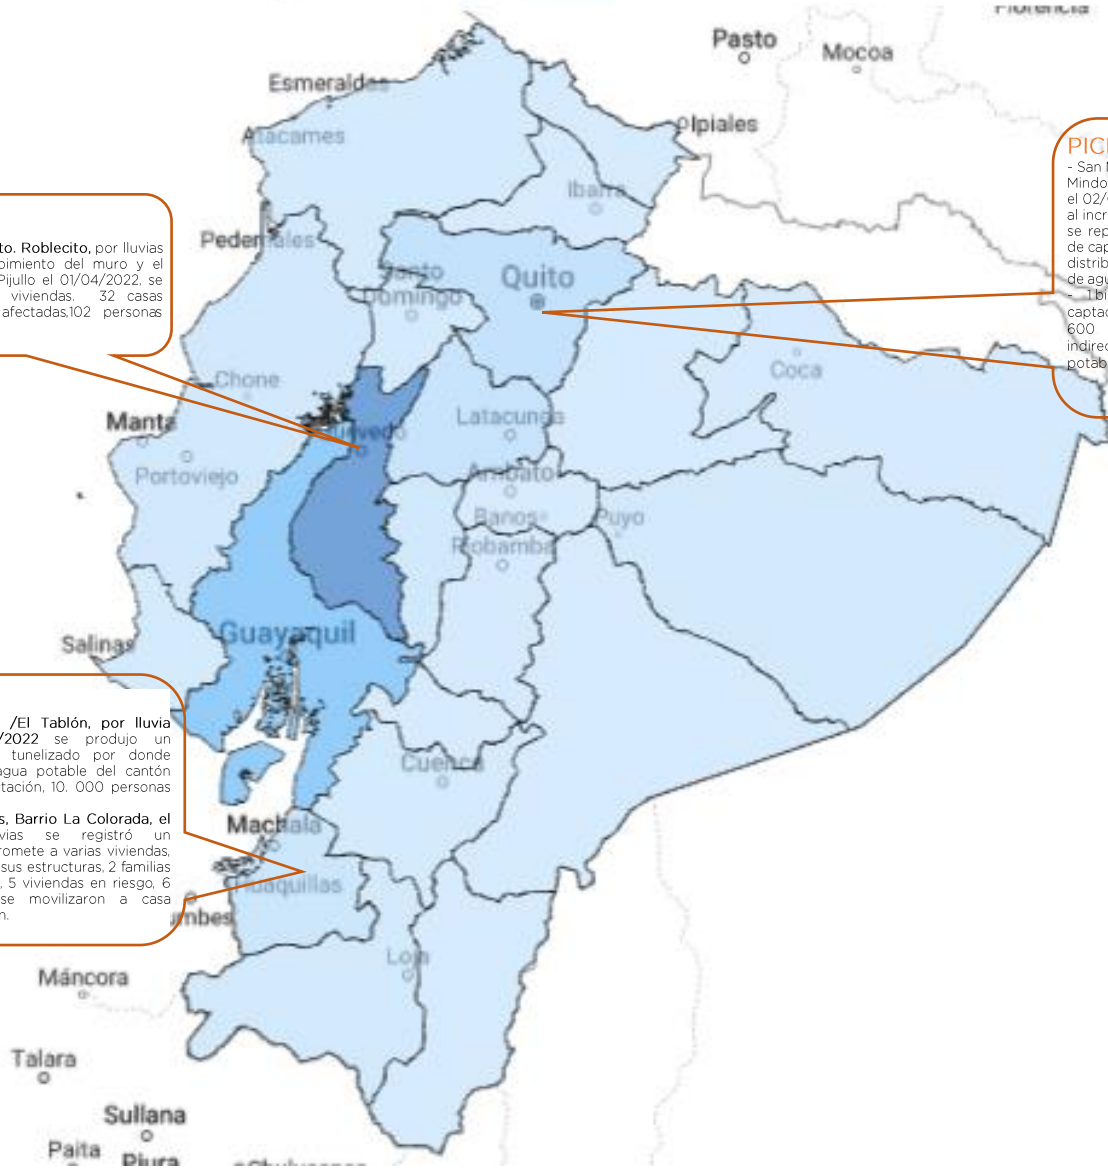 Pasto
Mocoa
Esmeraldas
Ipiales
Atacames
PIC
- San
Mindo
el 02/
al incr
se rep
de cap
distrib
de agu
- 1 bi
captac
600
indirec
potab
Ibarra
Pedernales
to. Roblecito, por lluvias
bimiento del muro y el
Pijullo el 01/04/2022, se
viviendas. 32 casas
afectadas,102 personas
Santo
Domingo
Quito
Coca
Chone
Manta
Quevedo
Latacunga
Portoviejo
Ambato
Banos
Puyo
Riobamba
Guayaquil
Salinas
/El Tablón, por lluvia
/2022 se produjo un
tunelizado por donde
agua potable del cantón
tación, 10. 000 personas
s, Barrio La Colorada, el
vias se registró un
romete a varias viviendas,
sus estructuras, 2 familias
, 5 viviendas en riesgo, 6
se movilizaron a casa
n.
Cuenca
Machala
Huaquillas
mbes
Loja
Máncora
Talara
Sullana
Paita
Piura